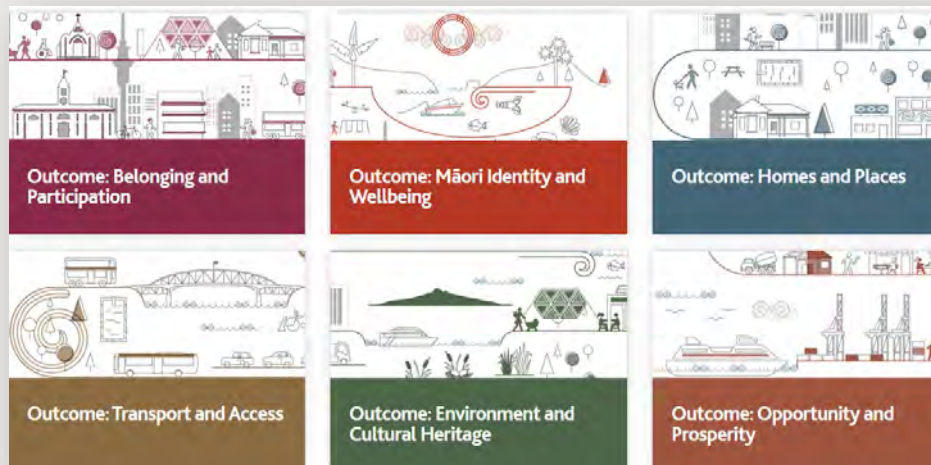 Outcome: Belonging and
Participation
Outcome: Māori Identity and
Wellbeing
Outcome: Homes and Places
Outcome: Transport and Access
Outcome: Environment and
Cultural Heritage
Outcome: Opportunity and
Prosperity